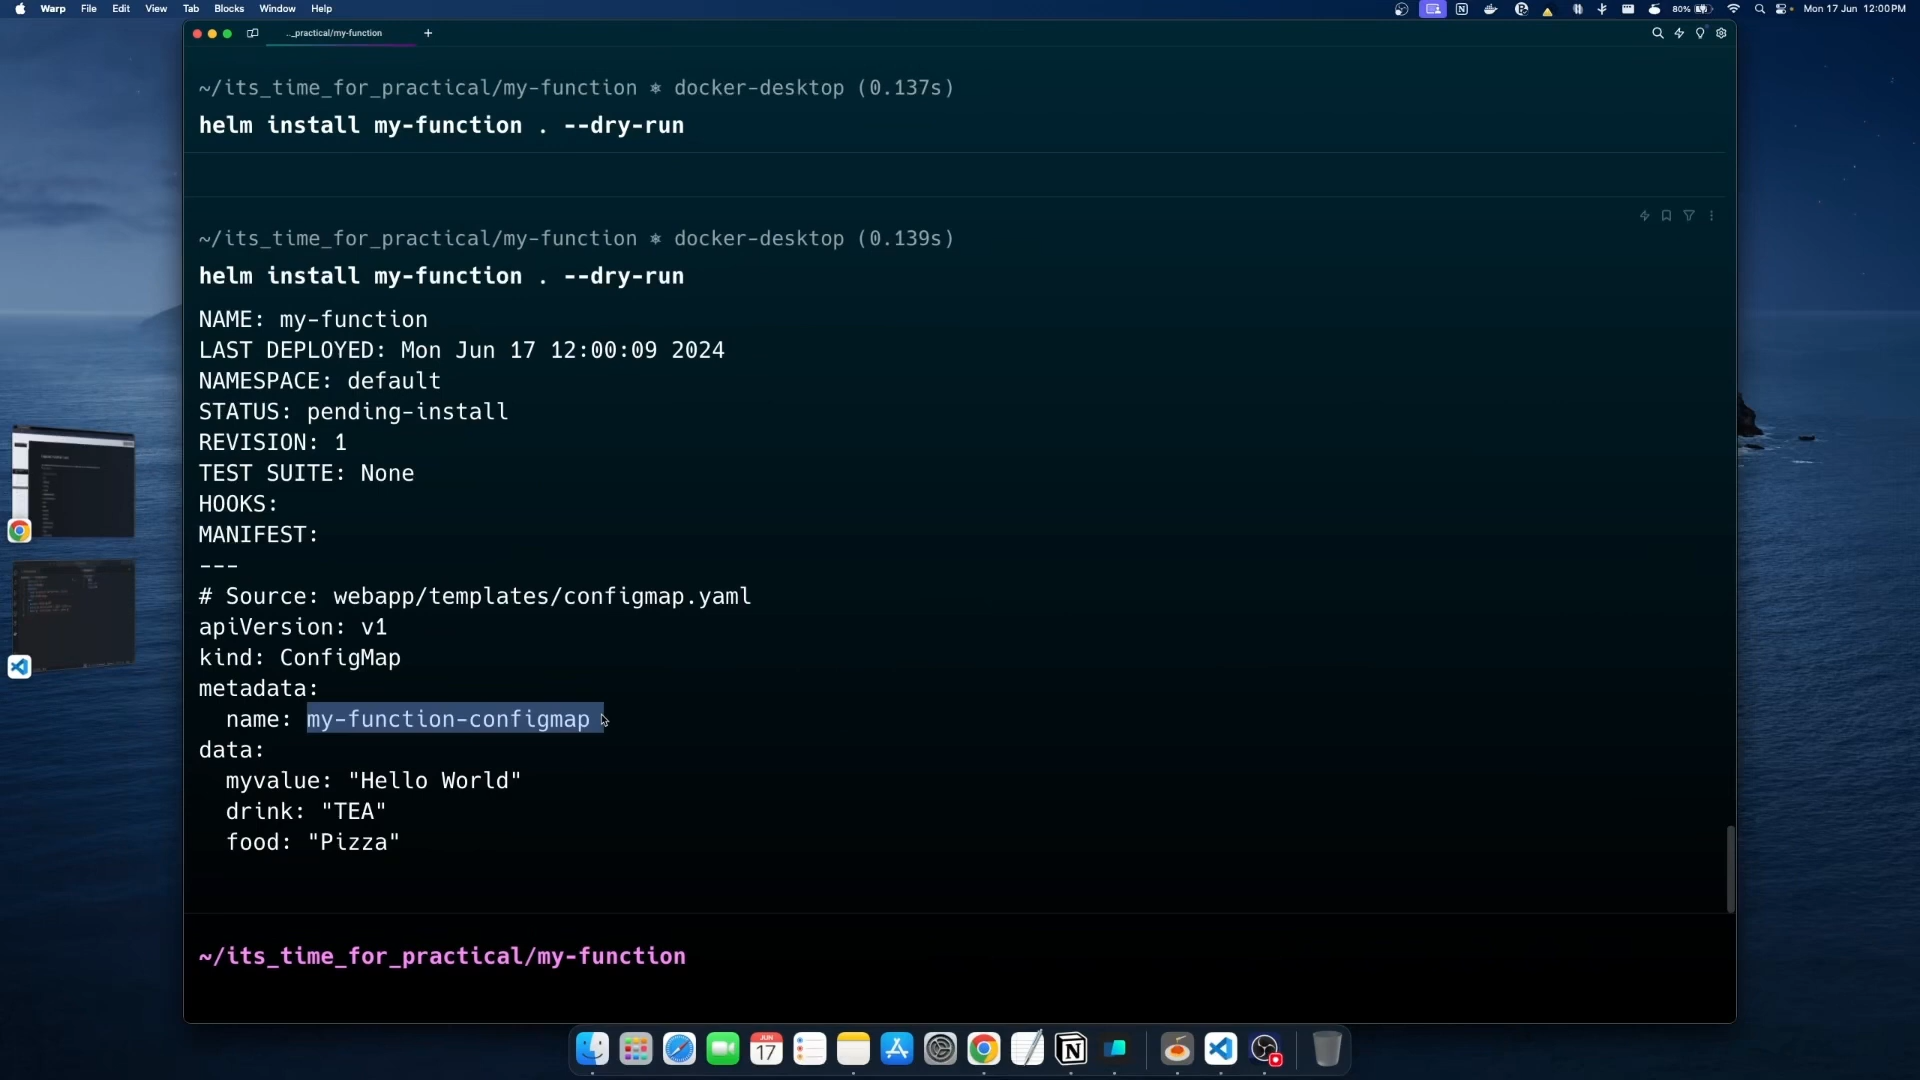 Warp File Edit View Tab Blocks Window Help
80% Mon 17 Jun 12:00PM
.._practical/my-function +
~/its_time_for_practical/my-function ⎈ docker-desktop (0.137s)
helm install my-function . --dry-run
~/its_time_for_practical/my-function ⎈ docker-desktop (0.139s)
helm install my-function . --dry-run
NAME: my-function
LAST DEPLOYED: Mon Jun 17 12:00:09 2024
NAMESPACE: default
STATUS: pending-install
REVISION: 1
TEST SUITE: None
HOOKS:
MANIFEST:
---
# Source: webapp/templates/configmap.yaml
apiVersion: v1
kind: ConfigMap
metadata:
  name: my-function-configmap
data:
  myvalue: "Hello World"
  drink: "TEA"
  food: "Pizza"
~/its_time_for_practical/my-function
JUN
17